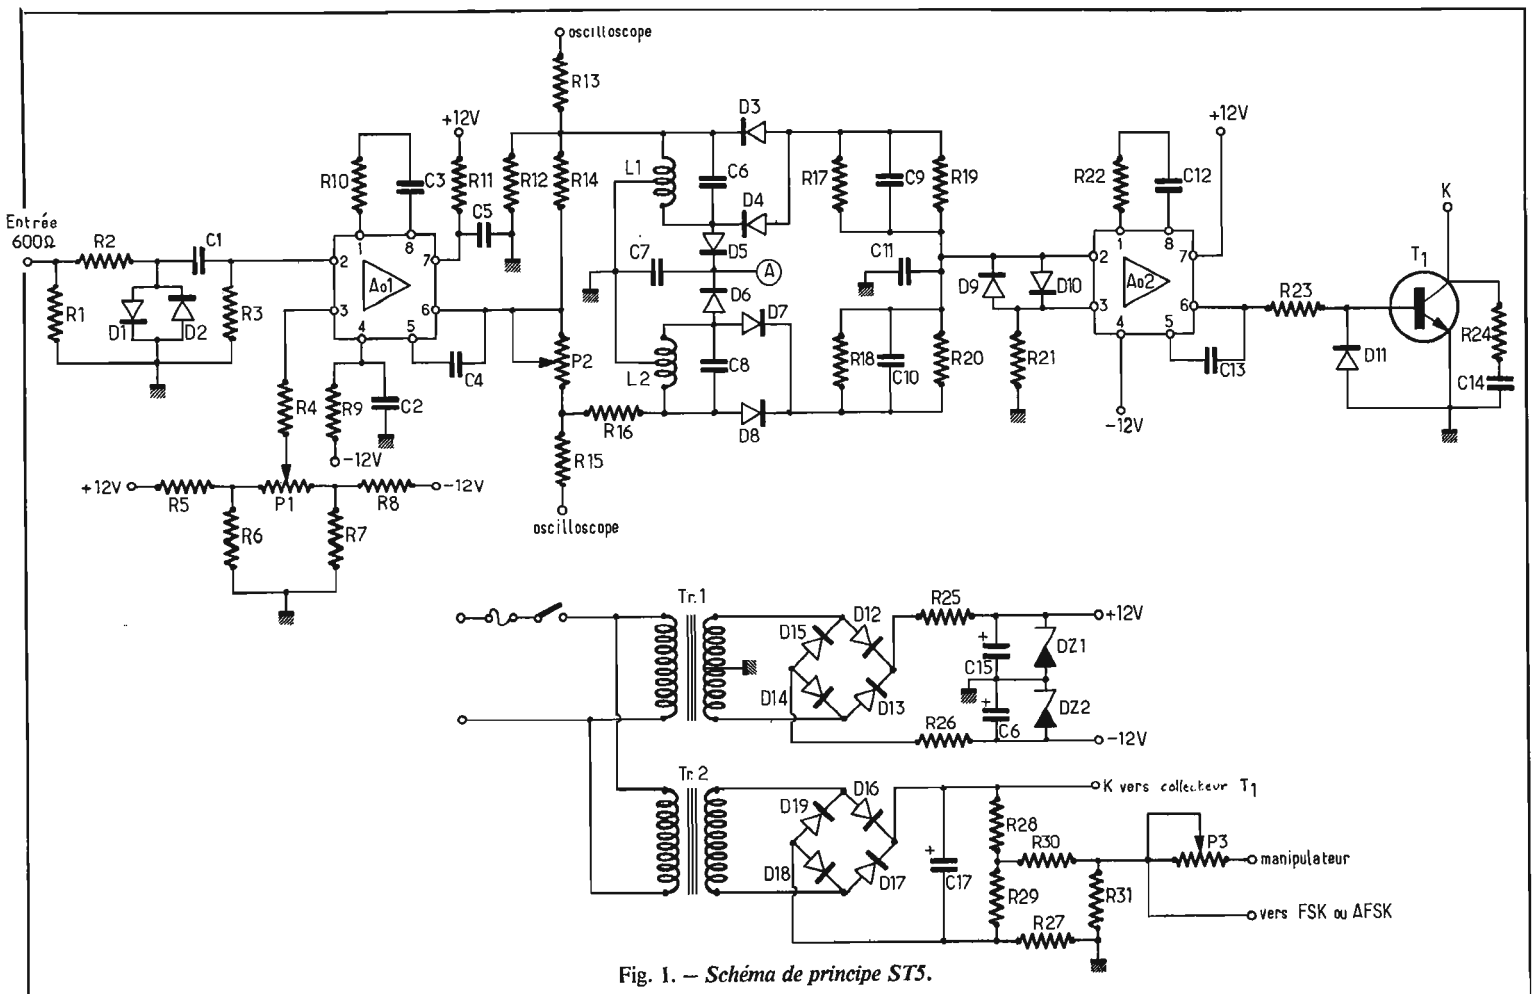 oscilloscope
R13
D3
+12V
+12V
R10
C3
R11
R12
R14
L1
C6
R17
C9
R19
R22
C12
K
Entrée
600Ω
R2
C1
C5
D4
T1
1
8
2
7
C7
D5
A
C11
1
8
2
7
R1
D1
D2
R3
Ao1
D6
D9
D10
Ao2
R23
R24
3
6
4
5
D7
3
6
4
5
D11
C4
P2
L2
C8
R18
C10
R20
R21
C13
C14
R4
R9
C2
R16
D8
-12V
-12V
+12V
R5
P1
R8
-12V
R15
R6
R7
oscilloscope
Tr.1
D15
D12
R25
+12V
+
C15
DZ1
D14
D13
R26
+
C6
DZ2
-12V
Tr.2
D19
D16
K vers collecteur T1
R28
R30
P3
manipulateur
+
C17
D18
D17
R29
R31
R27
vers FSK ou AFSK
Fig. 1. — Schéma de principe ST5.